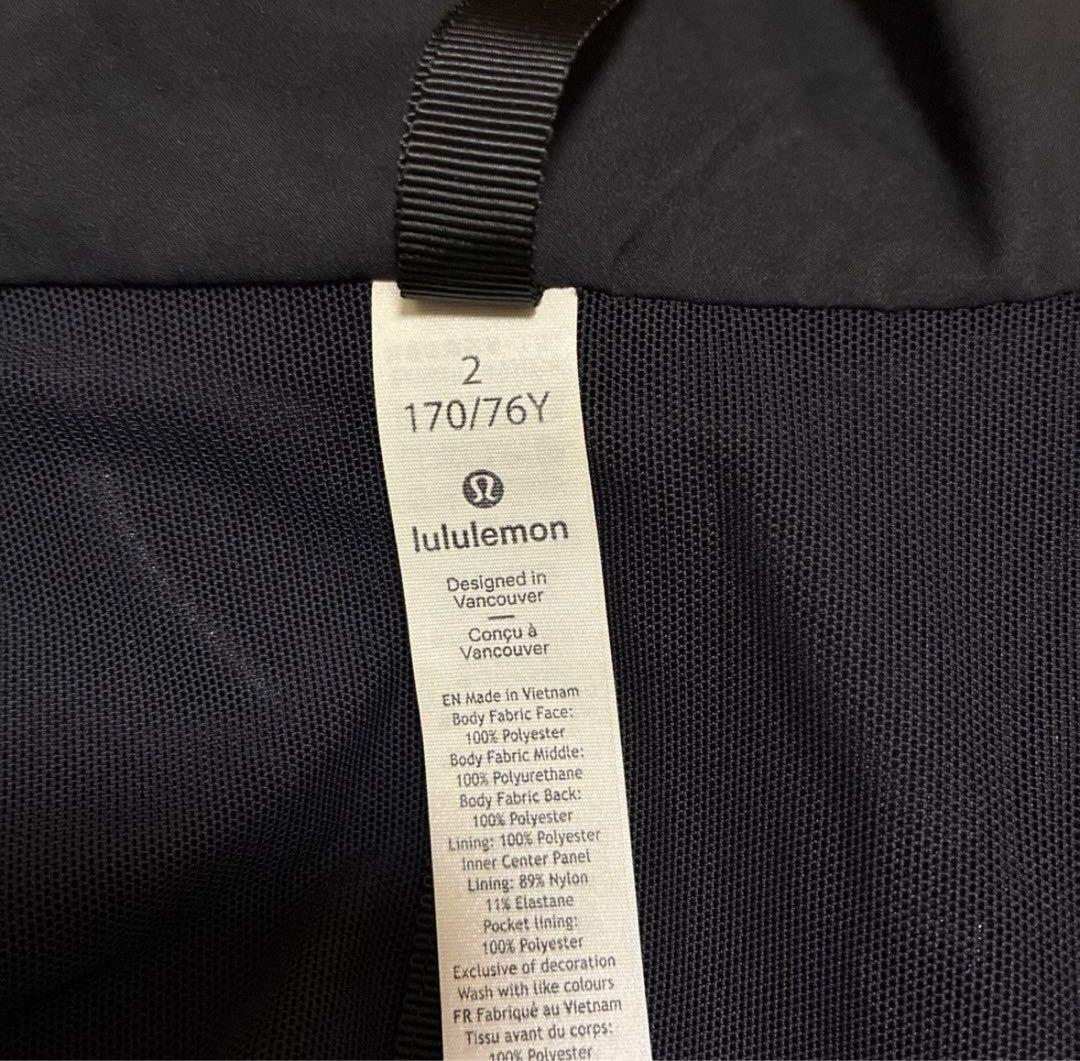 2
170/76Y
lululemon
Designed in
Vancouver
Conçu à
Vancouver
EN Made in Vietnam
Body Fabric Face:
100% Polyester
Body Fabric Middle:
100% Polyurethane
Body Fabric Back:
100% Polyester
Lining: 100% Polyester
Inner Center Panel
Lining: 89% Nylon
11% Elastane
Pocket lining:
100% Polyester
Exclusive of decoration
Wash with like colours
FR Fabriqué au Vietnam
Tissu avant du corps:
100% Polyester